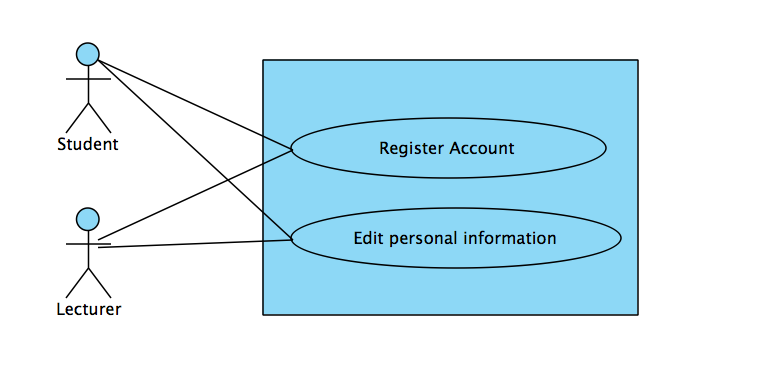 Student
Register Account
Edit personal information
Lecturer